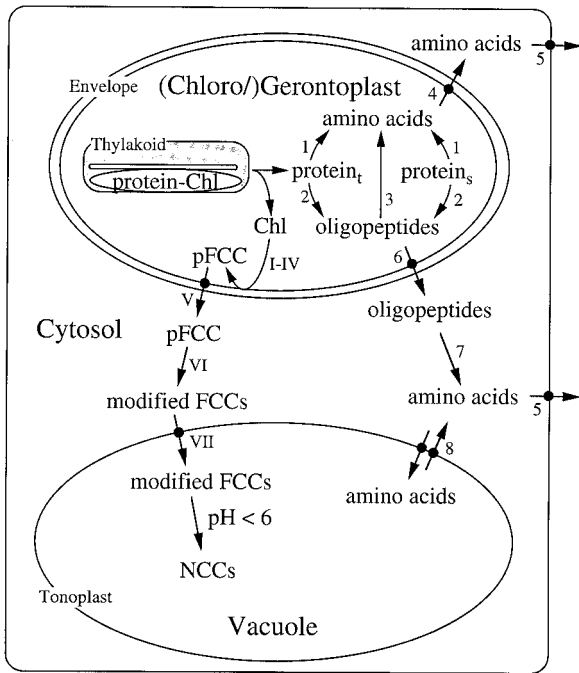 amino acids
5
Envelope
(Chloro/)Gerontoplast
4
amino acids
Thylakoid
protein-Chl
1
1
protein_t
protein_s
2
3
2
Chl
oligopeptides
pFCC
I-IV
6
V
oligopeptides
Cytosol
pFCC
7
VI
modified FCCs
amino acids
5
VII
8
modified FCCs
amino acids
pH < 6
NCCs
Tonoplast
Vacuole